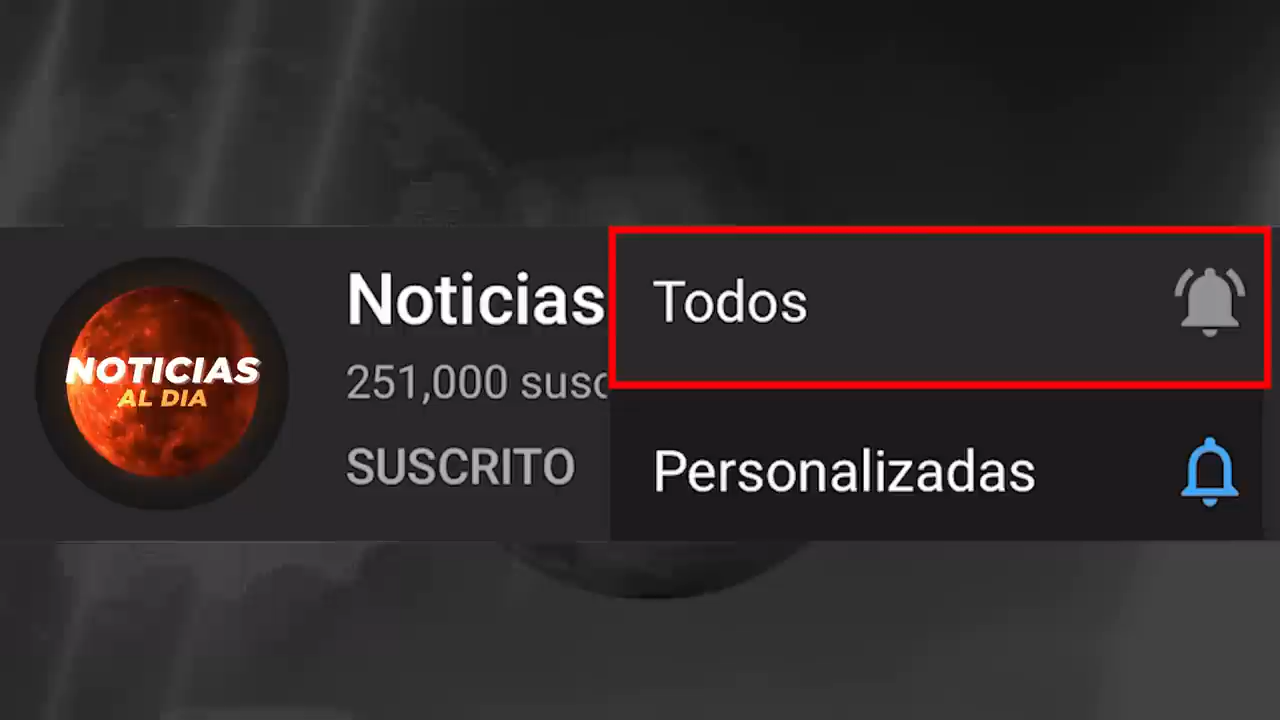 NOTICIAS
AL DIA
Noticias
251,000 susc
SUSCRITO
Todos
Personalizadas